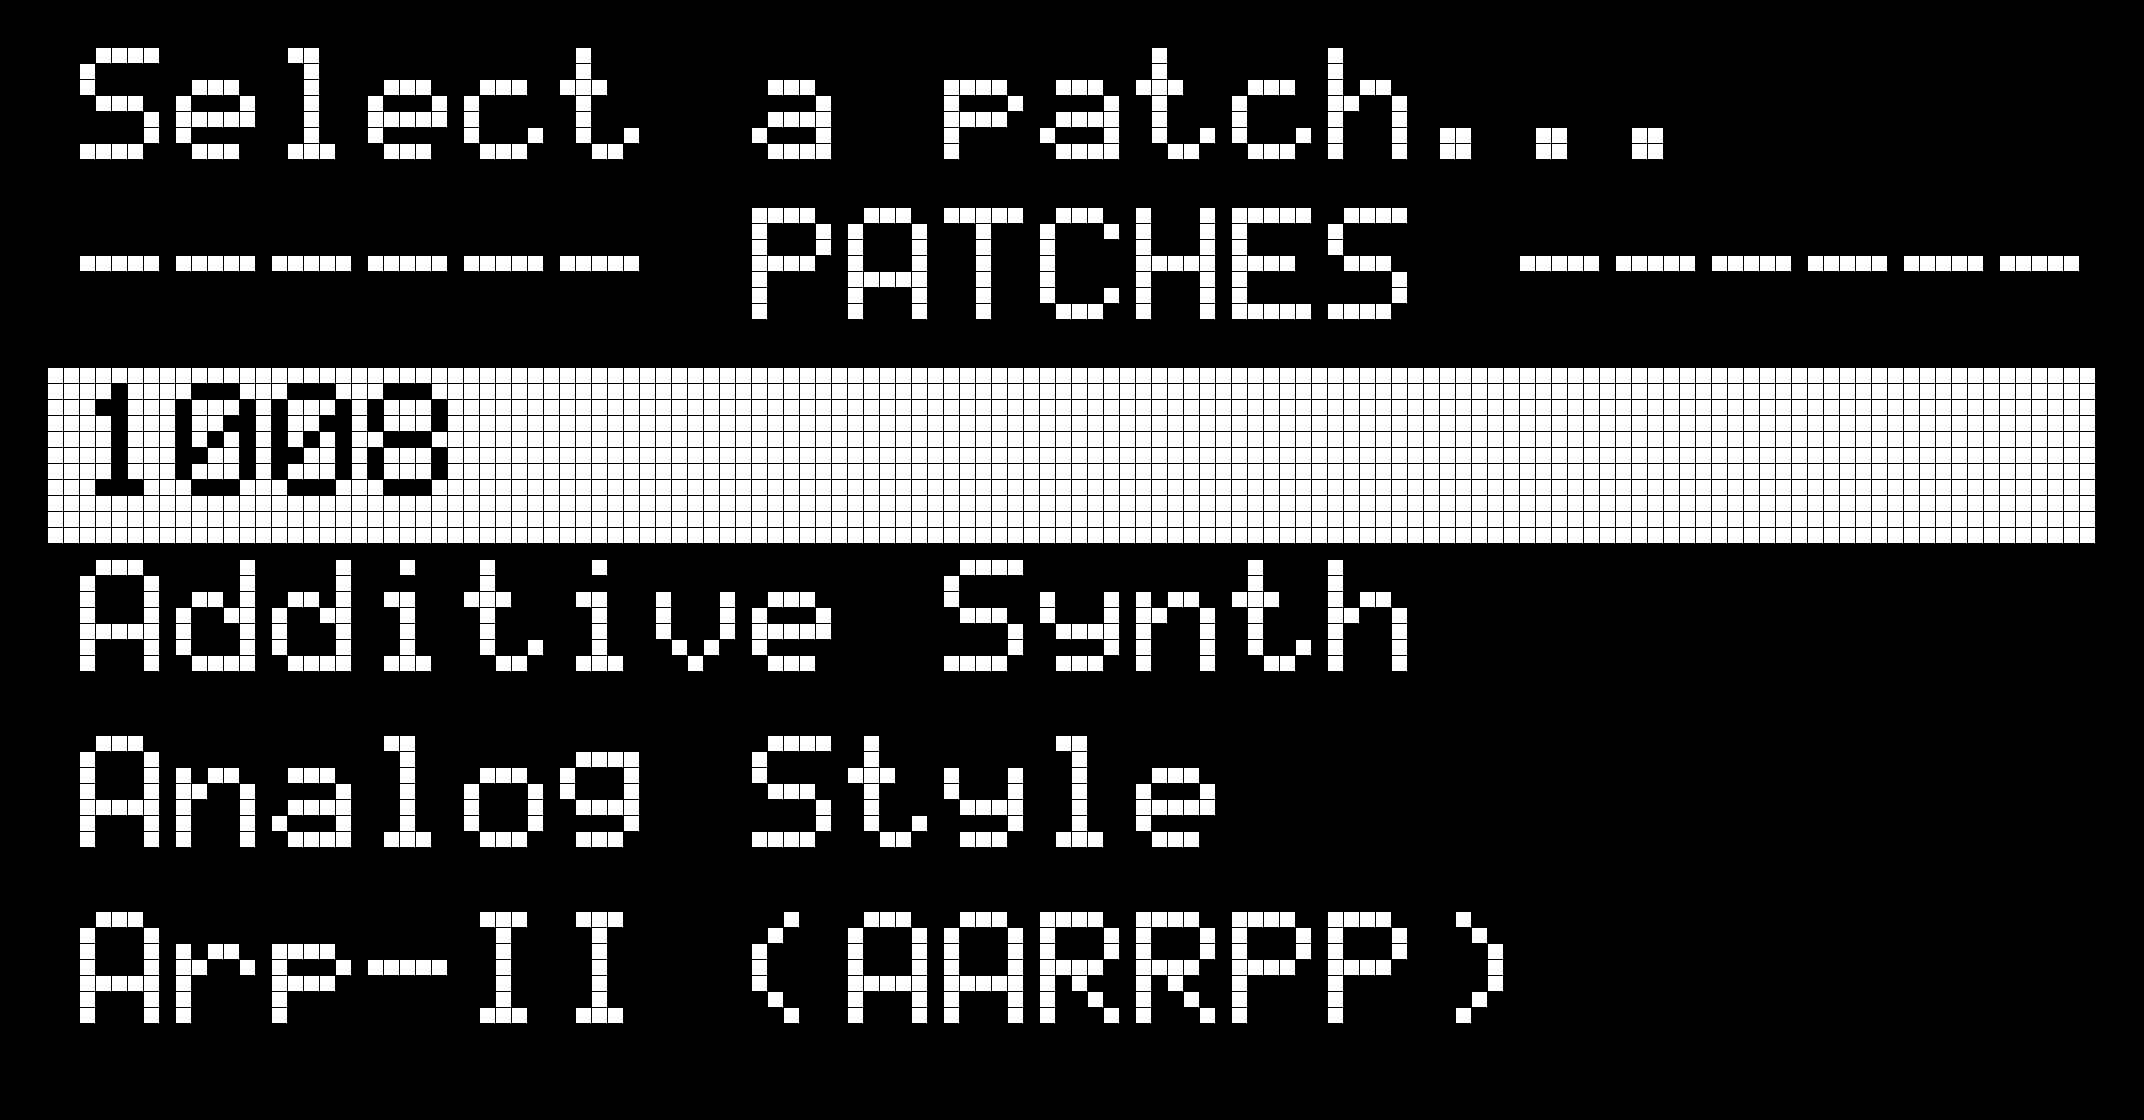 Select a patch...
------ PATCHES ------
1008
Additive Synth
Analog Style
Arp-II (AARRPP)